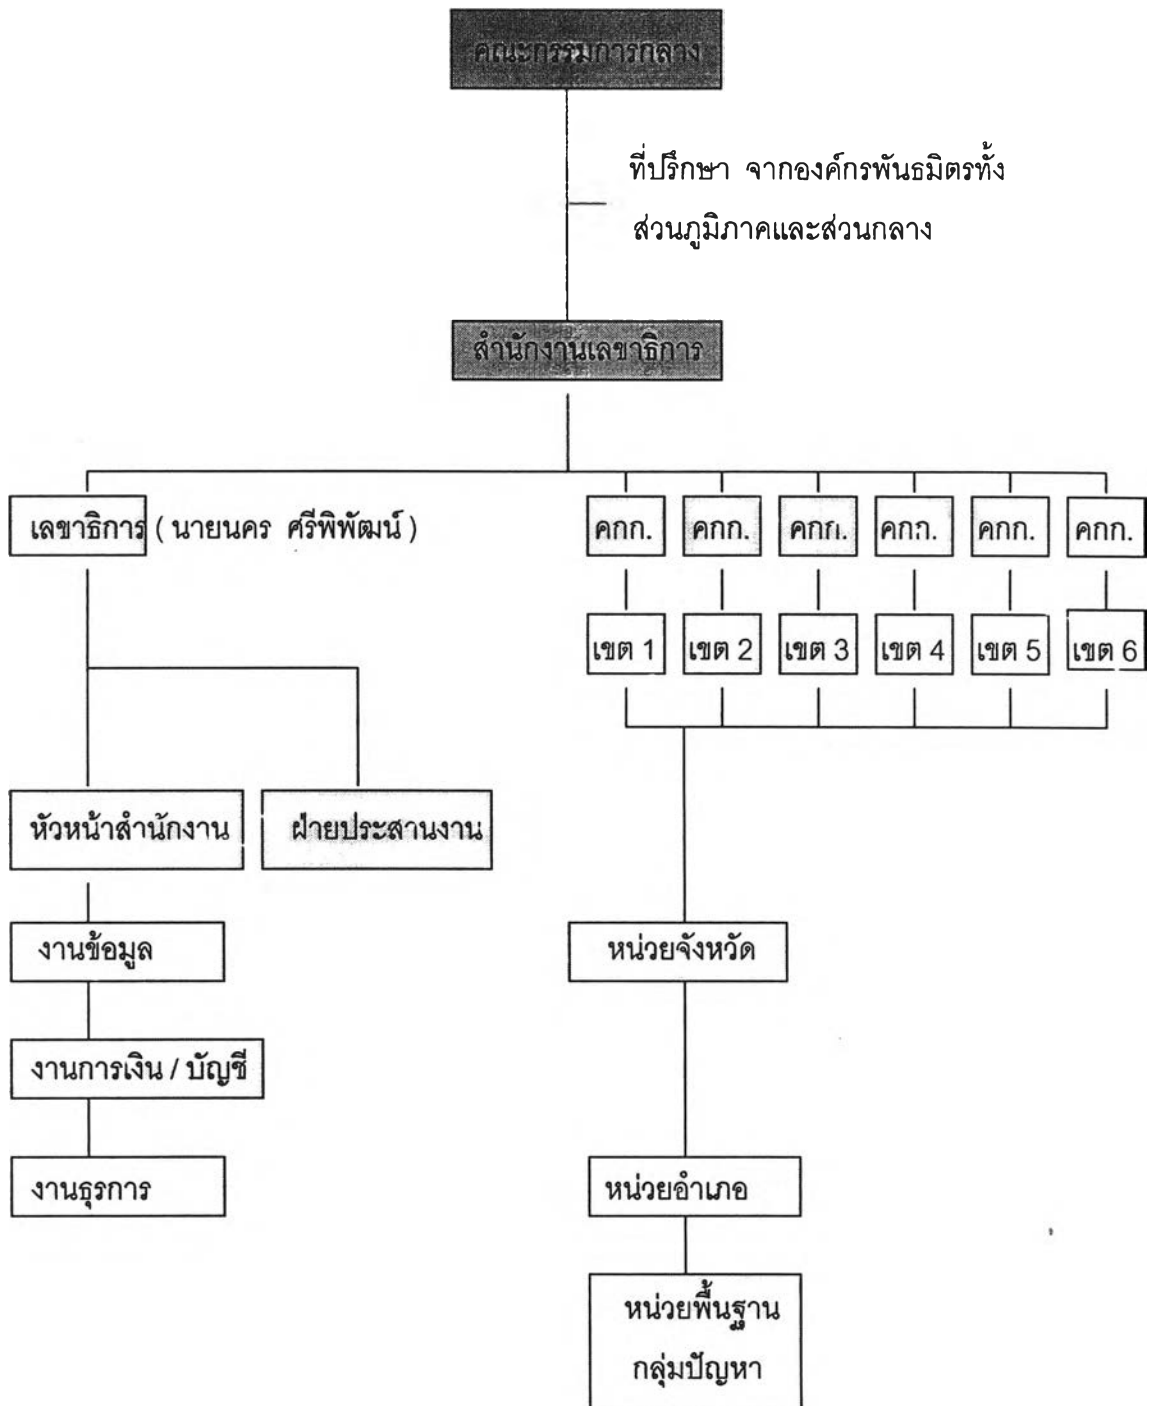 คณะกรรมการกลาง
ที่ปรึกษา จากองค์กรพันธมิตรทั้ง
ส่วนภูมิภาคและส่วนกลาง
สำนักงานเลขาธิการ
เลขาธิการ ( นายนคร ศรีพิพัฒน์ )
คกก. คกก. คกก. คกก. คกก. คกก.
เขต 1 เขต 2 เขต 3 เขต 4 เขต 5 เขต 6
หัวหน้าสำนักงาน ฝ่ายประสานงาน
งานข้อมูล
หน่วยจังหวัด
งานการเงิน / บัญชี
งานธุรการ
หน่วยอำเภอ
หน่วยพื้นฐาน
กลุ่มปัญหา